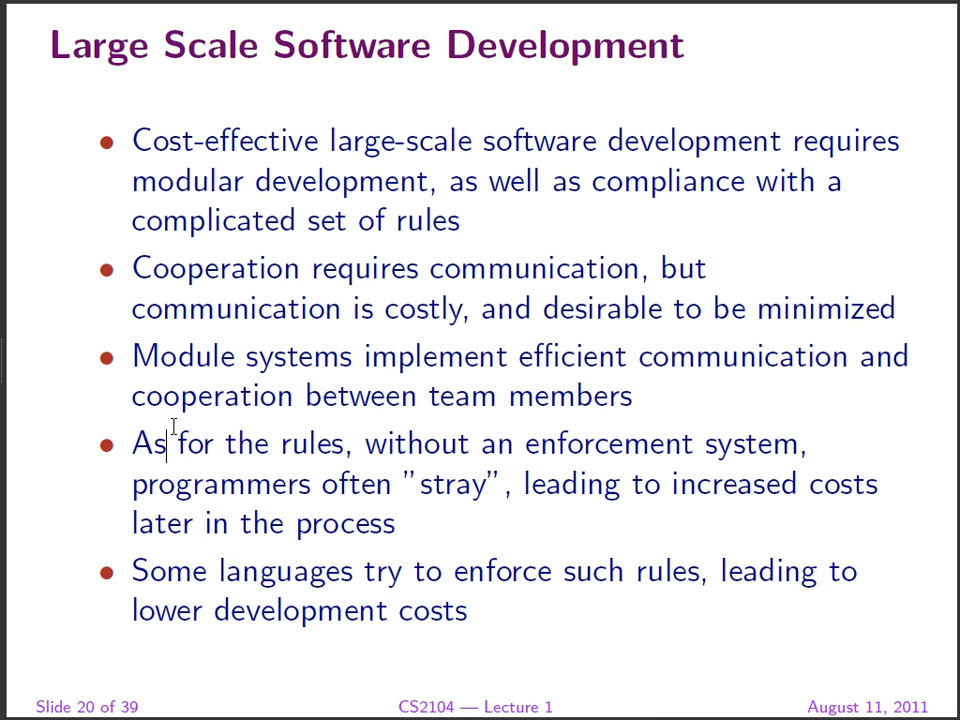 Large Scale Software Development
• Cost-effective large-scale software development requires
modular development, as well as compliance with a
complicated set of rules
• Cooperation requires communication, but
communication is costly, and desirable to be minimized
• Module systems implement efficient communication and
cooperation between team members
• As for the rules, without an enforcement system,
programmers often ”stray”, leading to increased costs
later in the process
• Some languages try to enforce such rules, leading to
lower development costs
Slide 20 of 39 CS2104 — Lecture 1 August 11, 2011